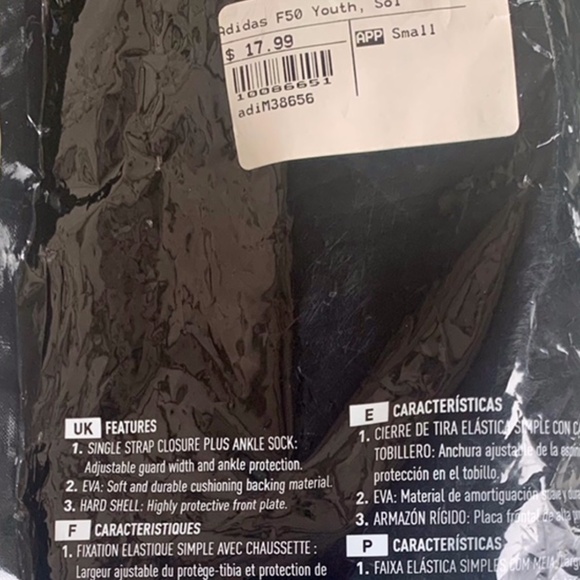 adidas F50 Youth, Sol
$ 17.99
APP Small
10086651
adiM38656
UK FEATURES
1. SINGLE STRAP CLOSURE PLUS ANKLE SOCK:
Adjustable guard width and ankle protection.
2. EVA: Soft and durable cushioning backing material.
3. HARD SHELL: Highly protective front plate.
F CARACTERISTIQUES
1. FIXATION ELASTIQUE SIMPLE AVEC CHAUSSETTE :
Largeur ajustable du protège-tibia et protection de
E CARACTERÍSTICAS
1. CIERRE DE TIRA ELÁSTICA SIMPLE CON
TOBILLERO: Anchura ajustable de la
protección en el tobillo.
2. EVA: Material de amortiguación
3. ARMAZÓN RÍGIDO: Placa frontal de
P CARACTERÍSTICAS
1. FAIXA ELÁSTICA SIMPLES COM MEIA: